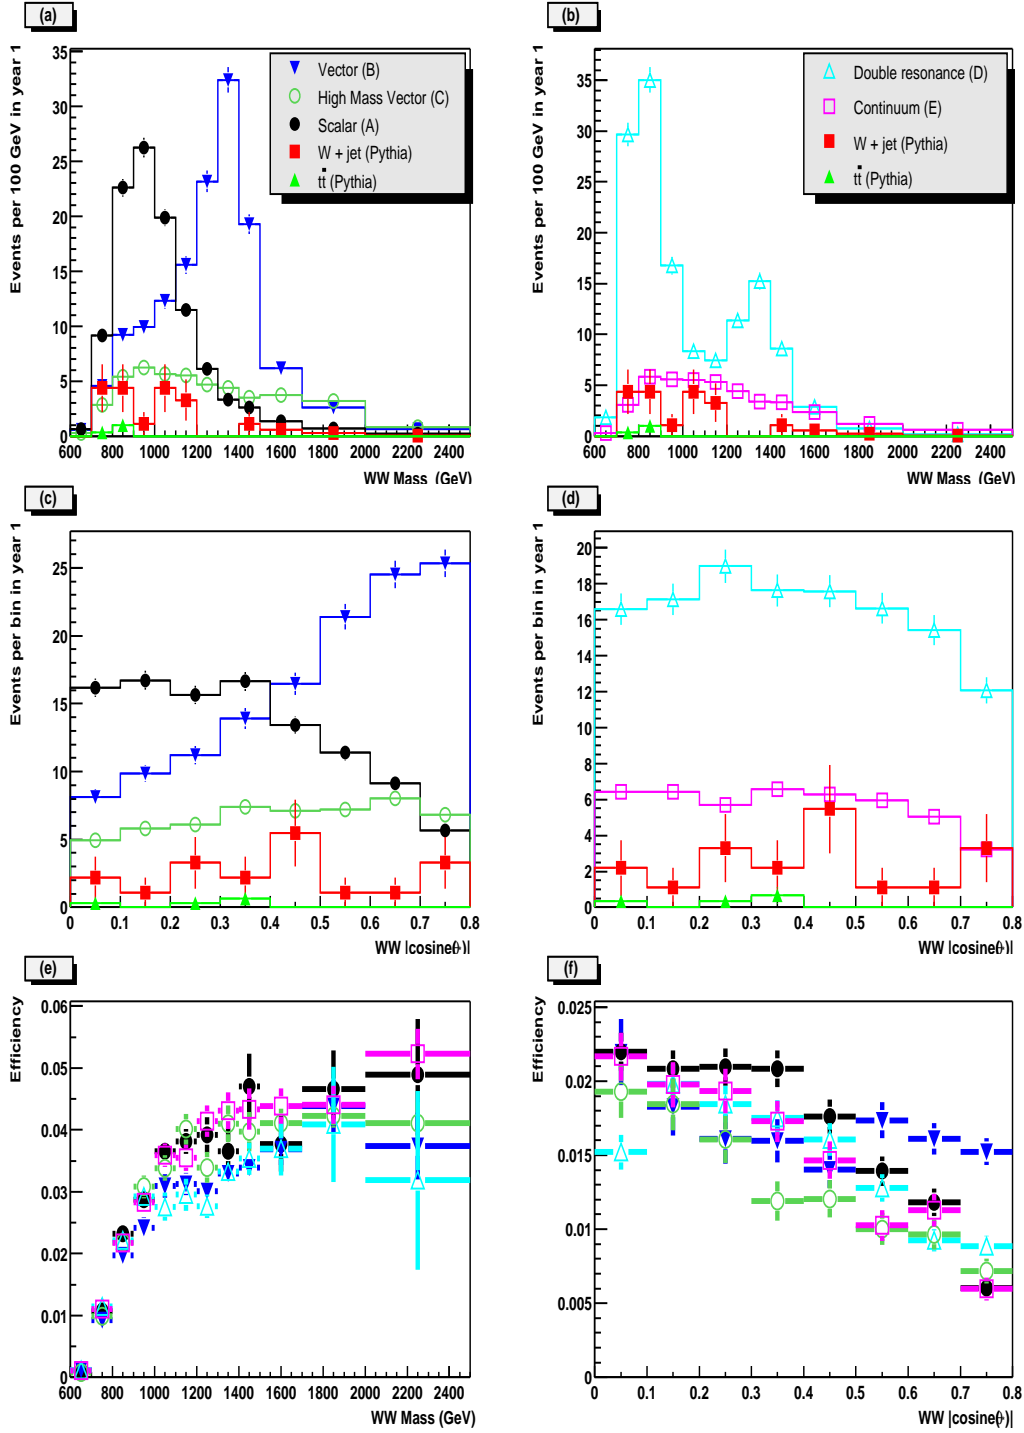 (a)
Events per 100 GeV in year 1
35
30
25
20
15
10
5
0
Vector (B)
High Mass Vector (C)
Scalar (A)
W + jet (Pythia)
tt (Pythia)
600 800 1000 1200 1400 1600 1800 2000 2200 2400
WW Mass (GeV)
(b)
Events per 100 GeV in year 1
35
30
25
20
15
10
5
0
Double resonance (D)
Continuum (E)
W + jet (Pythia)
tt (Pythia)
600 800 1000 1200 1400 1600 1800 2000 2200 2400
WW Mass (GeV)
(c)
Events per bin in year 1
25
20
15
10
5
0
0 0.1 0.2 0.3 0.4 0.5 0.6 0.7 0.8
WW |cosine(θ)|
(d)
Events per bin in year 1
20
18
16
14
12
10
8
6
4
2
0
0 0.1 0.2 0.3 0.4 0.5 0.6 0.7 0.8
WW |cosine(θ)|
(e)
Efficiency
0.06
0.05
0.04
0.03
0.02
0.01
0
600 800 1000 1200 1400 1600 1800 2000 2200 2400
WW Mass (GeV)
(f)
Efficiency
0.025
0.02
0.015
0.01
0.005
0
0 0.1 0.2 0.3 0.4 0.5 0.6 0.7 0.8
WW |cosine(θ)|